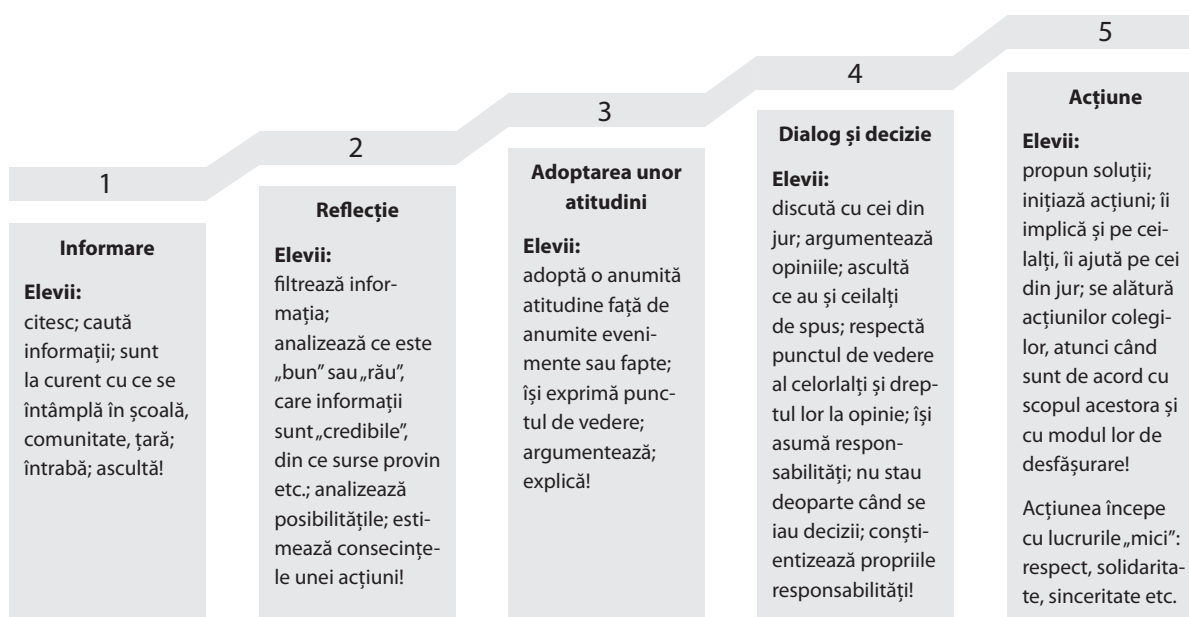 1
Informare
Elevii:
citesc; caută
informații; sunt
la curent cu ce se
întâmplă în școală,
comunitate, țară;
întrabă; ascultă!
2
Reflecție
Elevii:
filtrează infor-
mația;
analizează ce este
„bun” sau „rău”,
care informații
sunt „credibile”,
din ce surse provin
etc.; analizează
posibilitățile; esti-
mează consecințe-
le unei acțiuni!
3
Adoptarea unor
atitudini
Elevii:
adoptă o anumită
atitudine față de
anumite eveni-
mente sau fapte;
își exprimă punc-
tul de vedere;
argumentează;
explică!
4
Dialog și decizie
Elevii:
discută cu cei din
jur; argumentează
opiniile; ascultă
ce au și ceilalți
de spus; respectă
punctul de vedere
al celorlalți și drep-
tul lor la opinie; își
asumă respon-
sabilități; nu stau
deoparte când se
iau decizii; conști-
entizează propriile
responsabilități!
5
Acțiune
Elevii:
propun soluții;
inițiază acțiuni; îi
implică și pe cei-
lalți, îi ajută pe cei
din jur; se alătură
acțiunilor colegi-
lor, atunci când
sunt de acord cu
scopul acestora și
cu modul lor de
desfășurare!
Acțiunea începe
cu lucrurile „mici”:
respect, solidarita-
te, sinceritate etc.